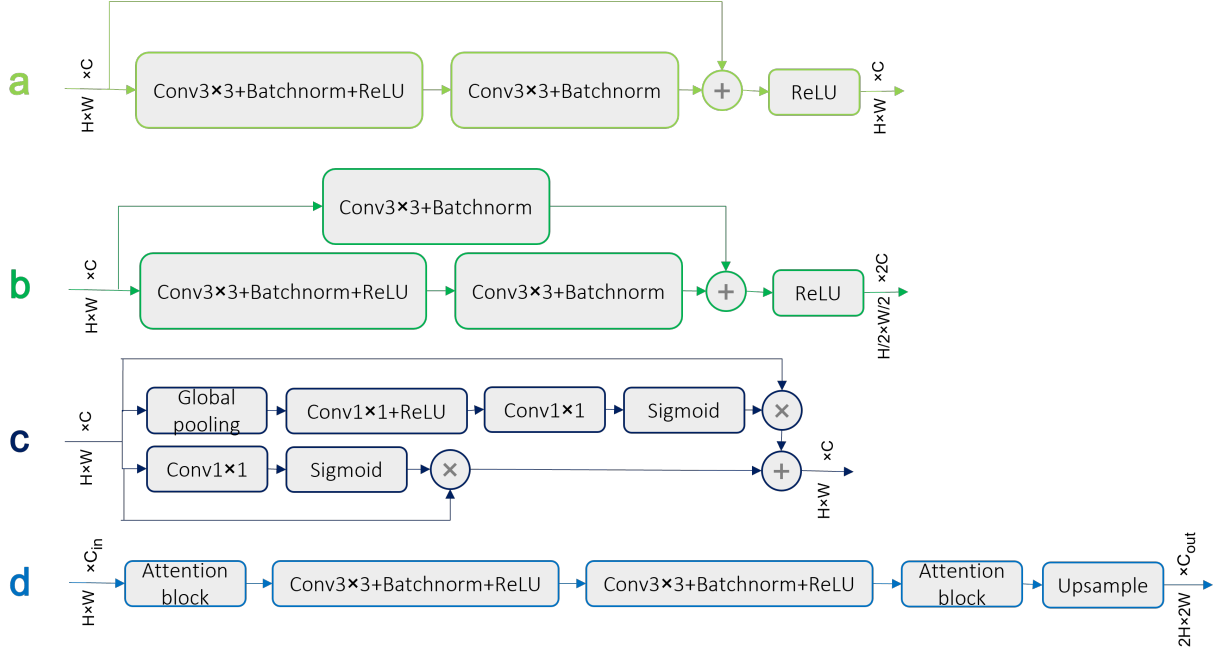 a
H×W ×C
Conv3×3+Batchnorm+ReLU
Conv3×3+Batchnorm
+
ReLU
H×W ×C
b
H×W ×C
Conv3×3+Batchnorm
Conv3×3+Batchnorm+ReLU
Conv3×3+Batchnorm
+
ReLU
H/2×W/2 ×2C
c
H×W ×C
Global
pooling
Conv1×1+ReLU
Conv1×1
Sigmoid
×
Conv1×1
Sigmoid
×
+
H×W ×C
d
H×W ×Cin
Attention
block
Conv3×3+Batchnorm+ReLU
Conv3×3+Batchnorm+ReLU
Attention
block
Upsample
2H×2W ×Cout